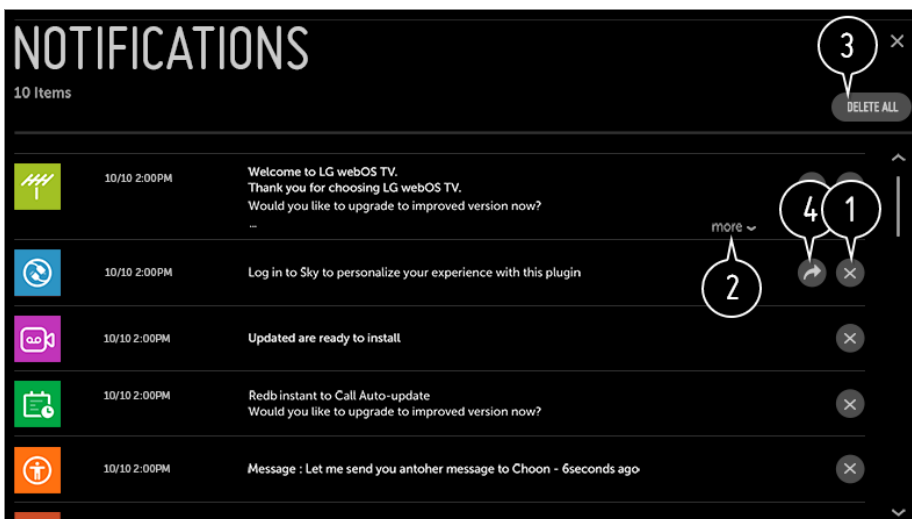 NOTIFICATIONS
10 Items
3
DELETE ALL
10/10 2:00PM
Welcome to LG webOS TV.
Thank you for choosing LG webOS TV.
Would you like to upgrade to improved version now?
...
more
4
1
2
10/10 2:00PM
Log in to Sky to personalize your experience with this plugin
10/10 2:00PM
Updated are ready to install
10/10 2:00PM
Redb instant to Call Auto-update
Would you like to upgrade to improved version now?
10/10 2:00PM
Message : Let me send you antoher message to Choon - 6seconds ago